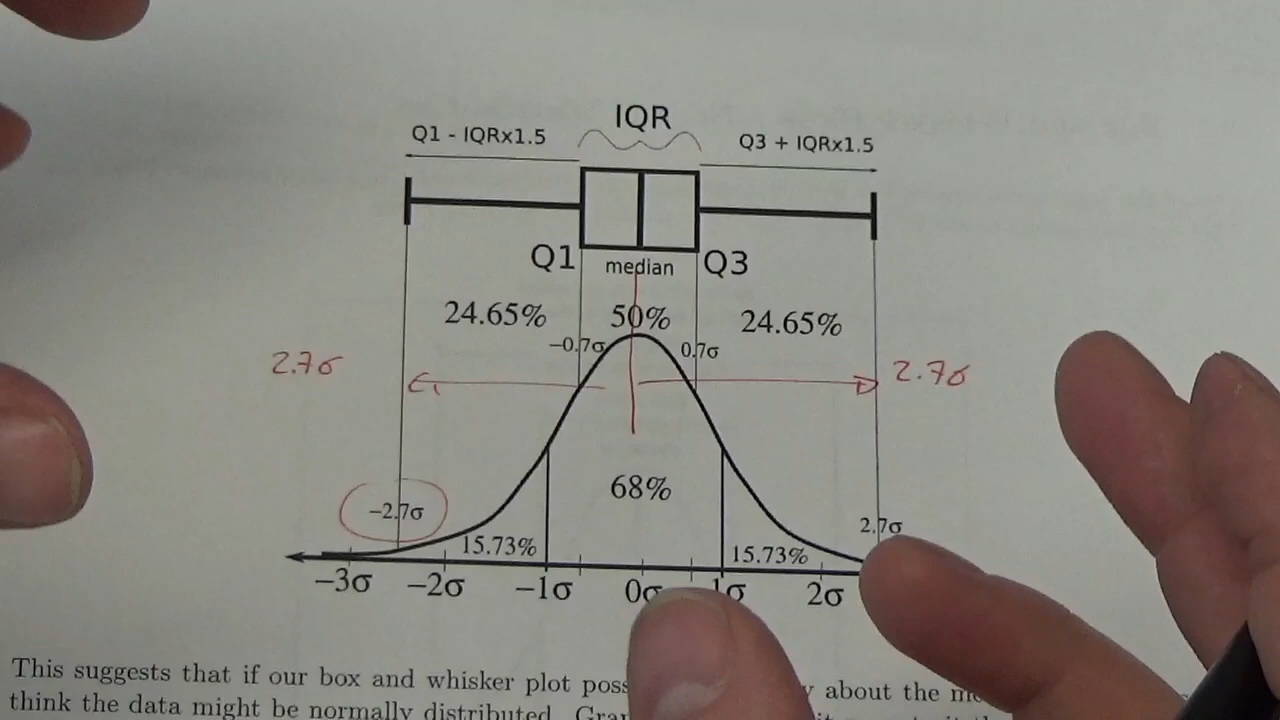 IQR
Q1 - IQRx1.5
Q3 + IQRx1.5
Q1
median
Q3
24.65%
50%
24.65%
−0.7σ
0.7σ
2.7σ
2.7σ
68%
−2.7σ
2.7σ
15.73%
15.73%
−3σ
−2σ
−1σ
0σ
1σ
2σ
This suggests that if our box and whisker plot about the
think the data might be normally distributed.